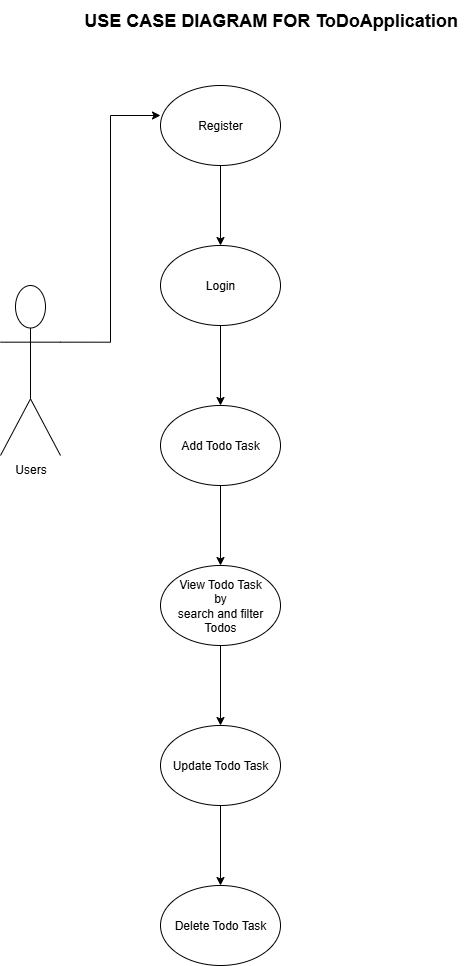 USE CASE DIAGRAM FOR ToDoApplication
Register
Login
Users
Add Todo Task
View Todo Task
by
search and filter
Todos
Update Todo Task
Delete Todo Task